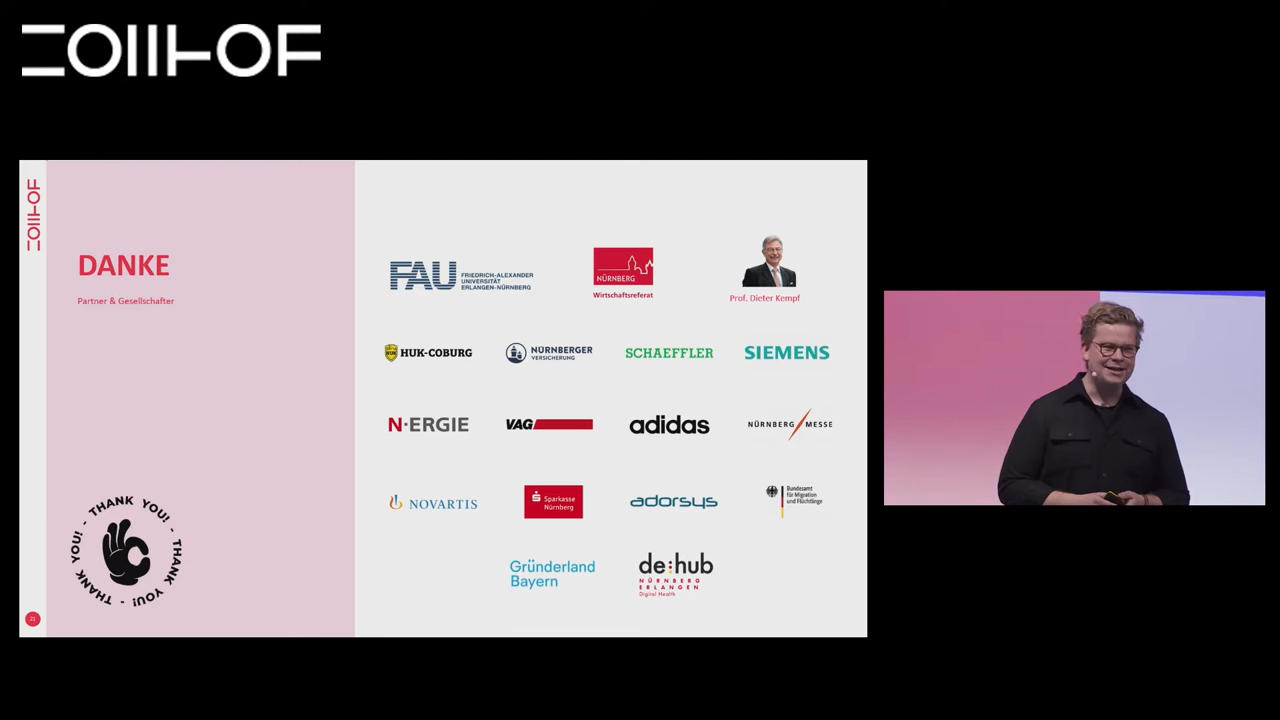 ZOLLHOF
ZOLLHOF
DANKE
Partner & Gesellschafter
FAU
FRIEDRICH-ALEXANDER
UNIVERSITÄT
ERLANGEN-NÜRNBERG
NÜRNBERG
Wirtschaftsreferat
Prof. Dieter Kempf
HUK
HUK-COBURG
NÜRNBERGER
VERSICHERUNG
SCHAEFFLER
SIEMENS
N·ERGIE
VAG
adidas
NÜRNBERG MESSE
NOVARTIS
Sparkasse
Nürnberg
adorsys
Bundesamt
für Migration
und Flüchtlinge
Gründerland
Bayern
de:hub
NÜRNBERG
ERLANGEN
Digital Health
THANK YOU! - THANK YOU! - THANK YOU! -
21